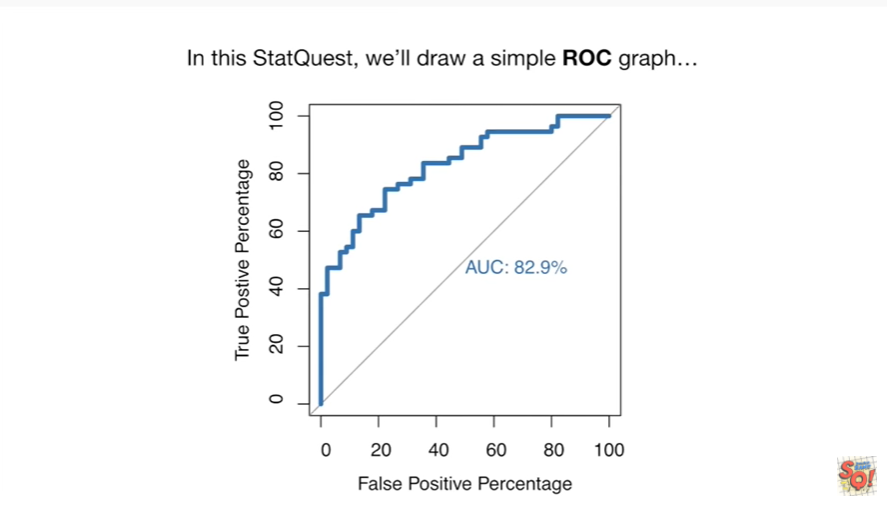 In this StatQuest, we'll draw a simple ROC graph…
True Postive Percentage
100
80
60
40
20
0
AUC: 82.9%
0 20 40 60 80 100
False Positive Percentage
SQ!